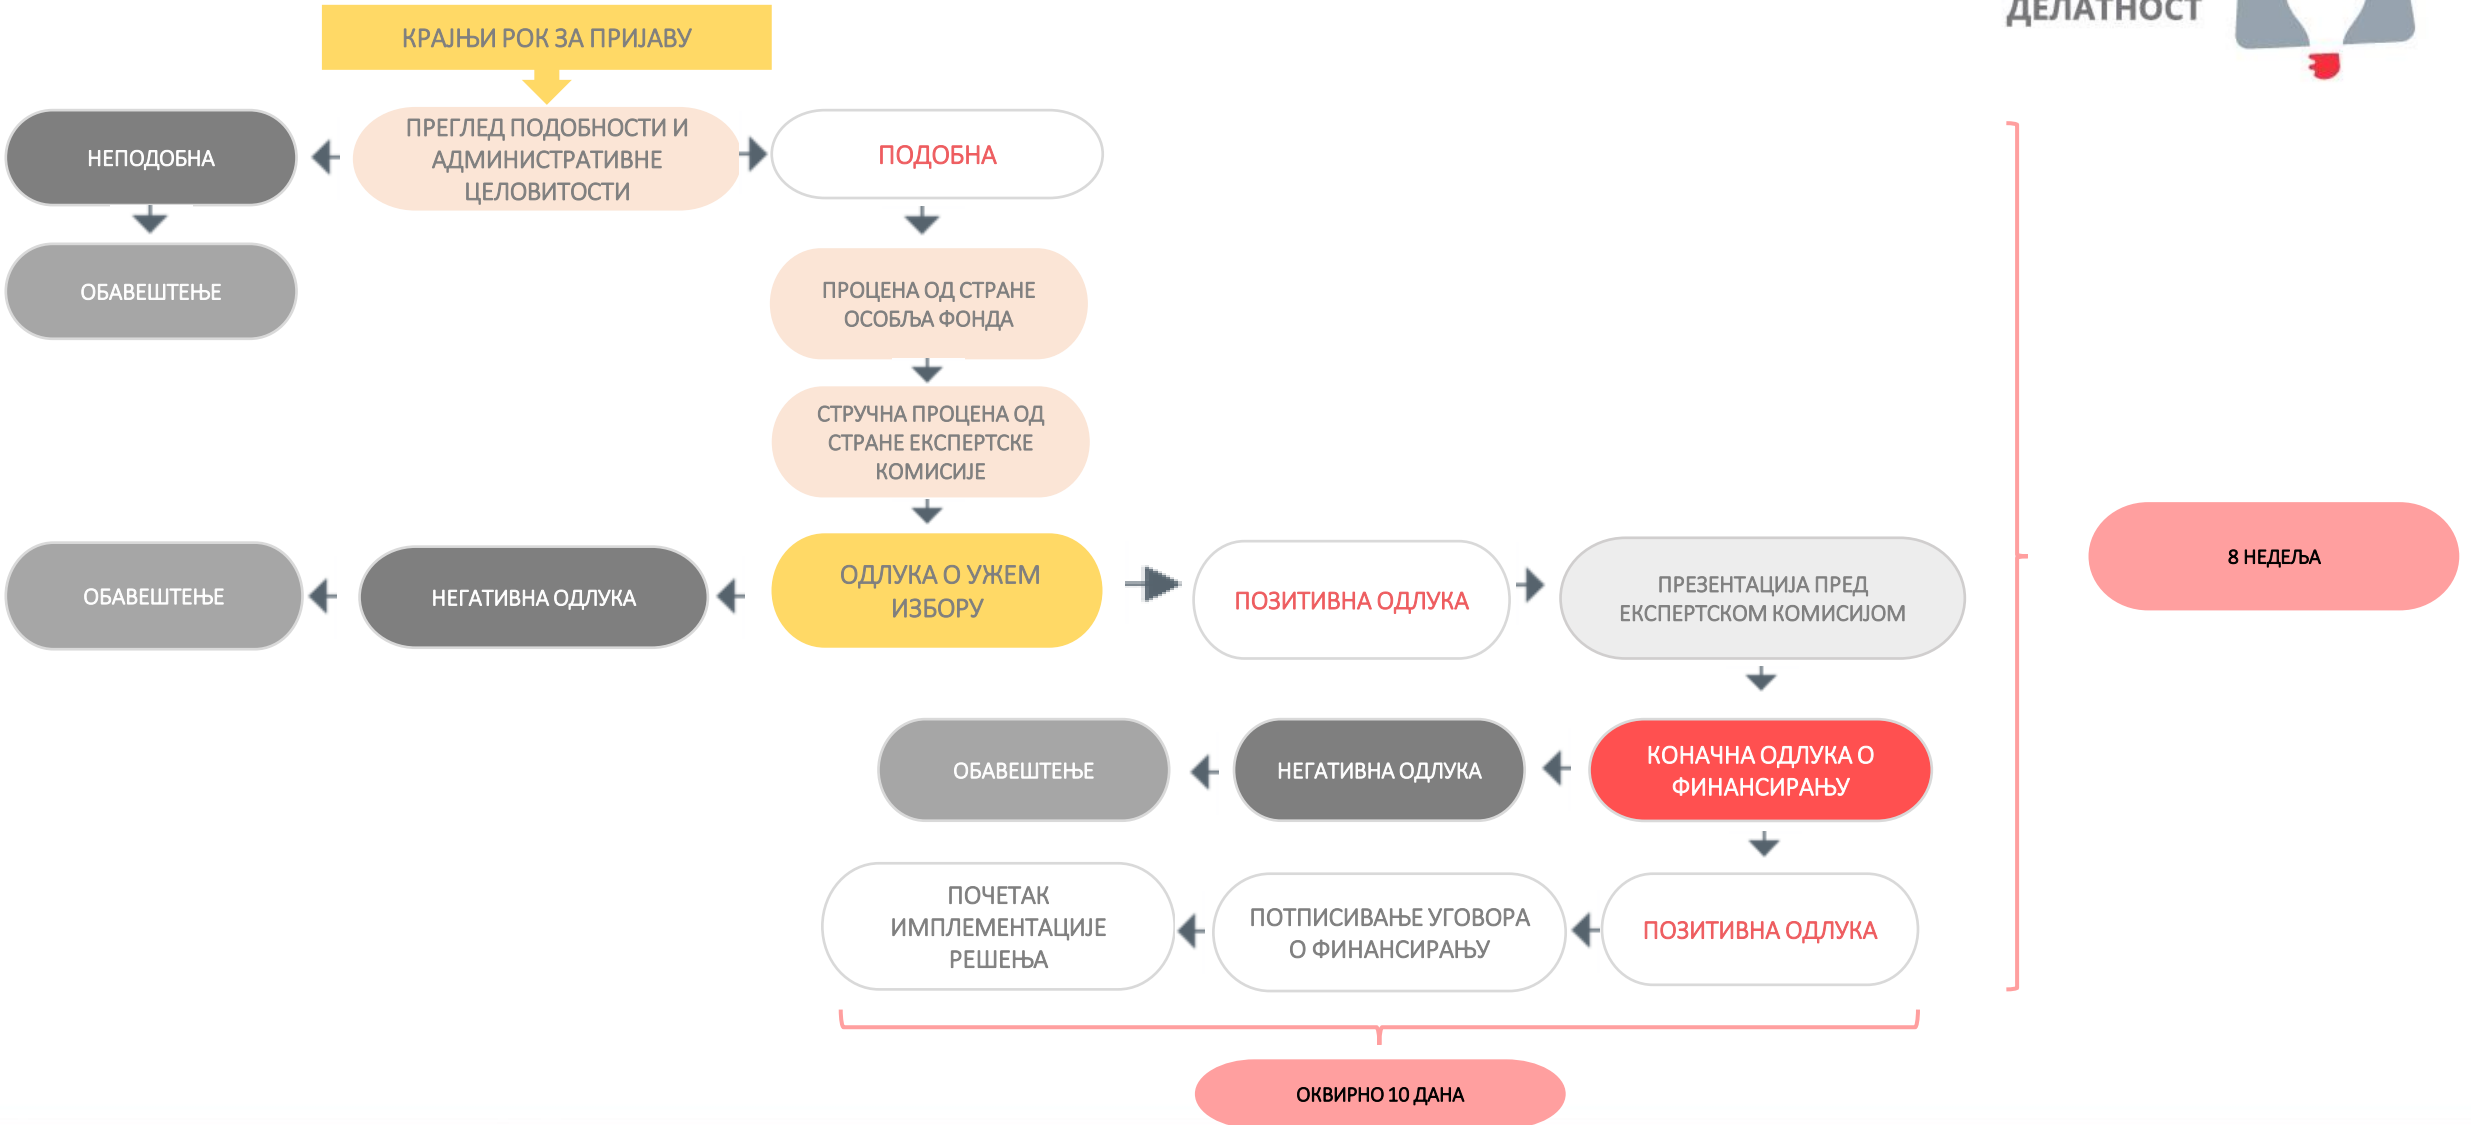 ДЕЛАТНОСТ
КРАЈЊИ РОК ЗА ПРИЈАВУ
НЕПОДОБНА
ПРЕГЛЕД ПОДОБНОСТИ И
АДМИНИСТРАТИВНЕ
ЦЕЛОВИТОСТИ
ПОДОБНА
ОБАВЕШТЕЊЕ
ПРОЦЕНА ОД СТРАНЕ
ОСОБЉА ФОНДА
СТРУЧНА ПРОЦЕНА ОД
СТРАНЕ ЕКСПЕРТСКЕ
КОМИСИЈЕ
ОБАВЕШТЕЊЕ
НЕГАТИВНА ОДЛУКА
ОДЛУКА О УЖЕМ
ИЗБОРУ
ПОЗИТИВНА ОДЛУКА
ПРЕЗЕНТАЦИЈА ПРЕД
ЕКСПЕРТСКОМ КОМИСИЈОМ
8 НЕДЕЉА
ОБАВЕШТЕЊЕ
НЕГАТИВНА ОДЛУКА
КОНАЧНА ОДЛУКА О
ФИНАНСИРАЊУ
ПОЧЕТАК
ИМПЛЕМЕНТАЦИЈЕ
РЕШЕЊА
ПОТПИСИВАЊЕ УГОВОРА
О ФИНАНСИРАЊУ
ПОЗИТИВНА ОДЛУКА
ОКВИРНО 10 ДАНА